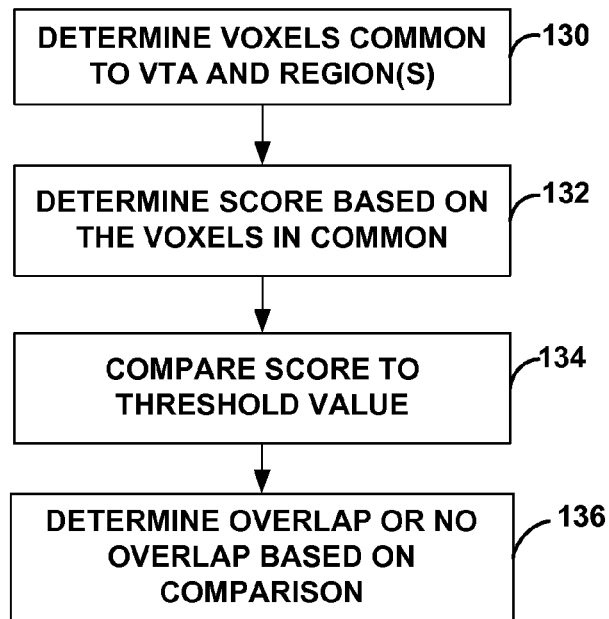 DETERMINE VOXELS COMMON
TO VTA AND REGION(S)
130
DETERMINE SCORE BASED ON
THE VOXELS IN COMMON
132
COMPARE SCORE TO
THRESHOLD VALUE
134
DETERMINE OVERLAP OR NO
OVERLAP BASED ON
COMPARISON
136